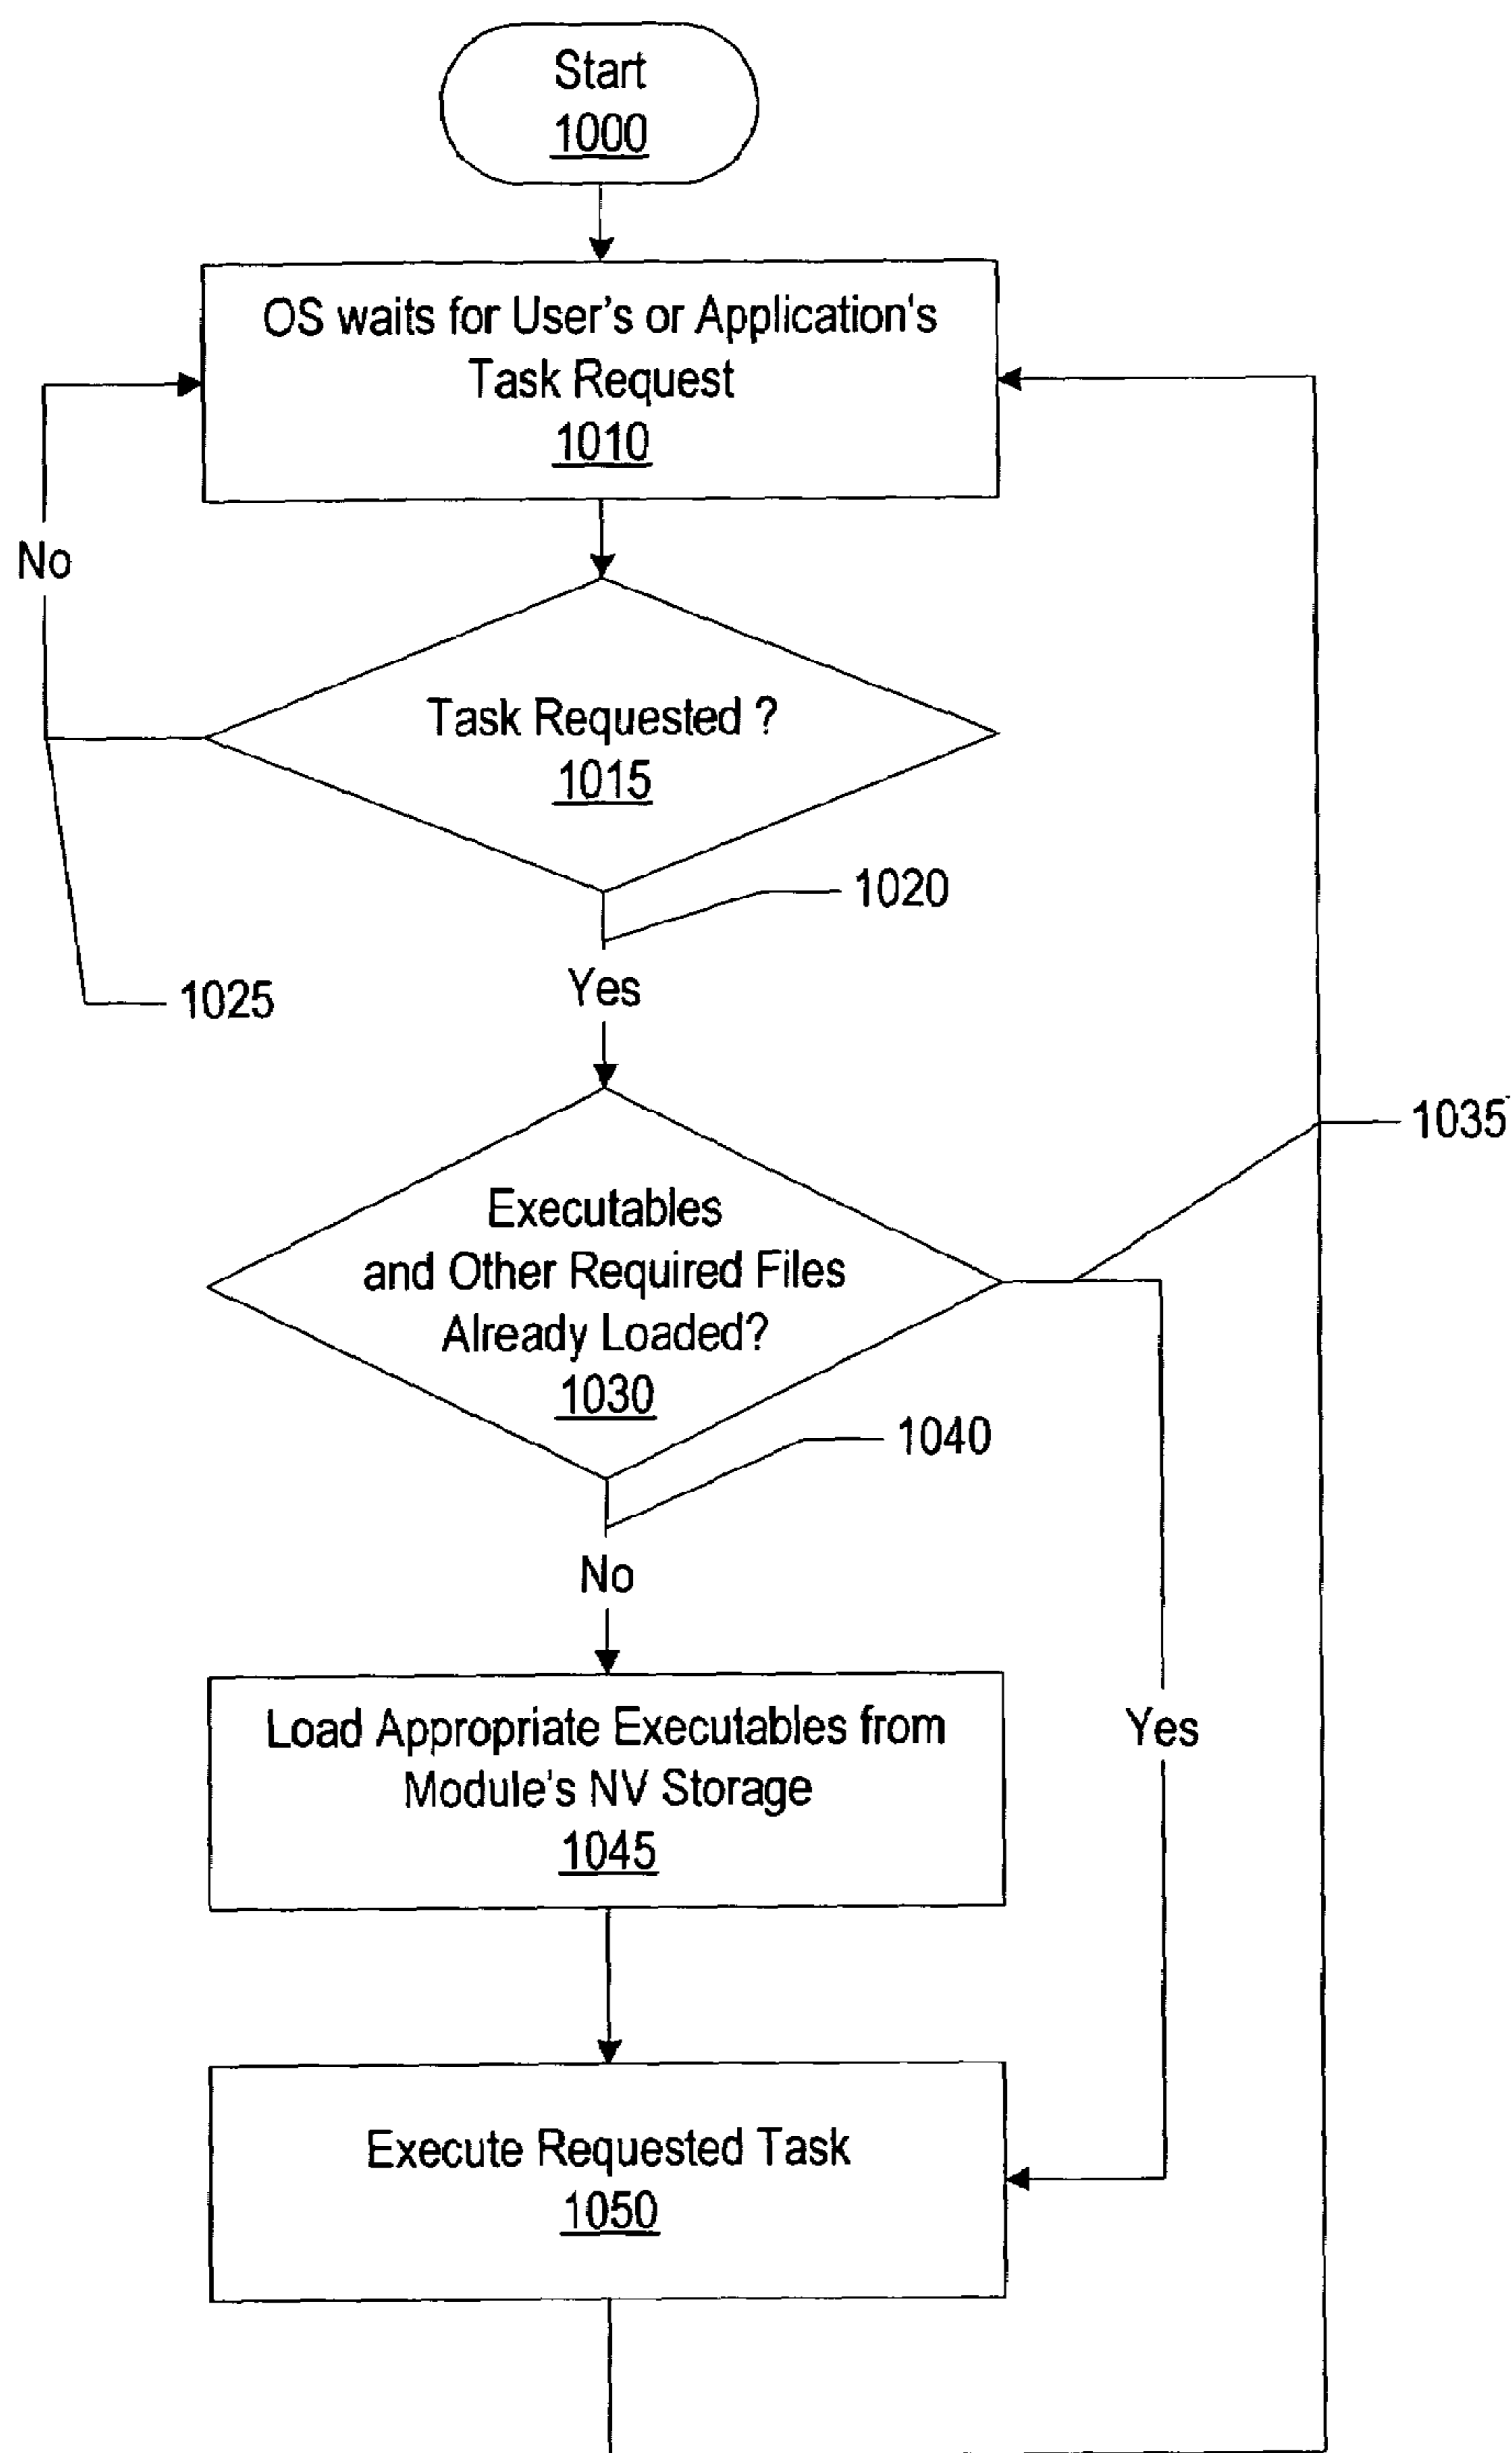 Start
1000
OS waits for User's or Application's
Task Request
1010
No
Task Requested ?
1015
1020
Yes
1025
1035
Executables
and Other Required Files
Already Loaded?
1030
1040
No
Load Appropriate Executables from
Module's NV Storage
1045
Yes
Execute Requested Task
1050